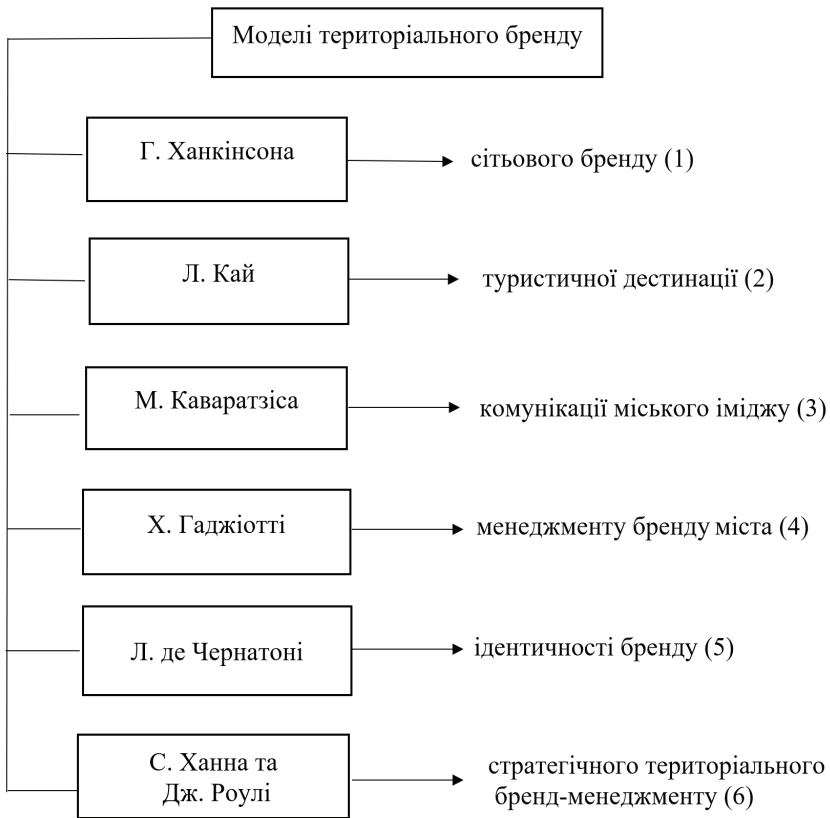 Моделі територіального бренду
Г. Ханкінсона
сітьового бренду (1)
Л. Кай
туристичної дестинації (2)
М. Каваратзіса
комунікації міського іміджу (3)
Х. Гаджіотті
менеджменту бренду міста (4)
Л. де Чернатоні
ідентичності бренду (5)
С. Ханна та
Дж. Роулі
стратегічного територіального
бренд-менеджменту (6)